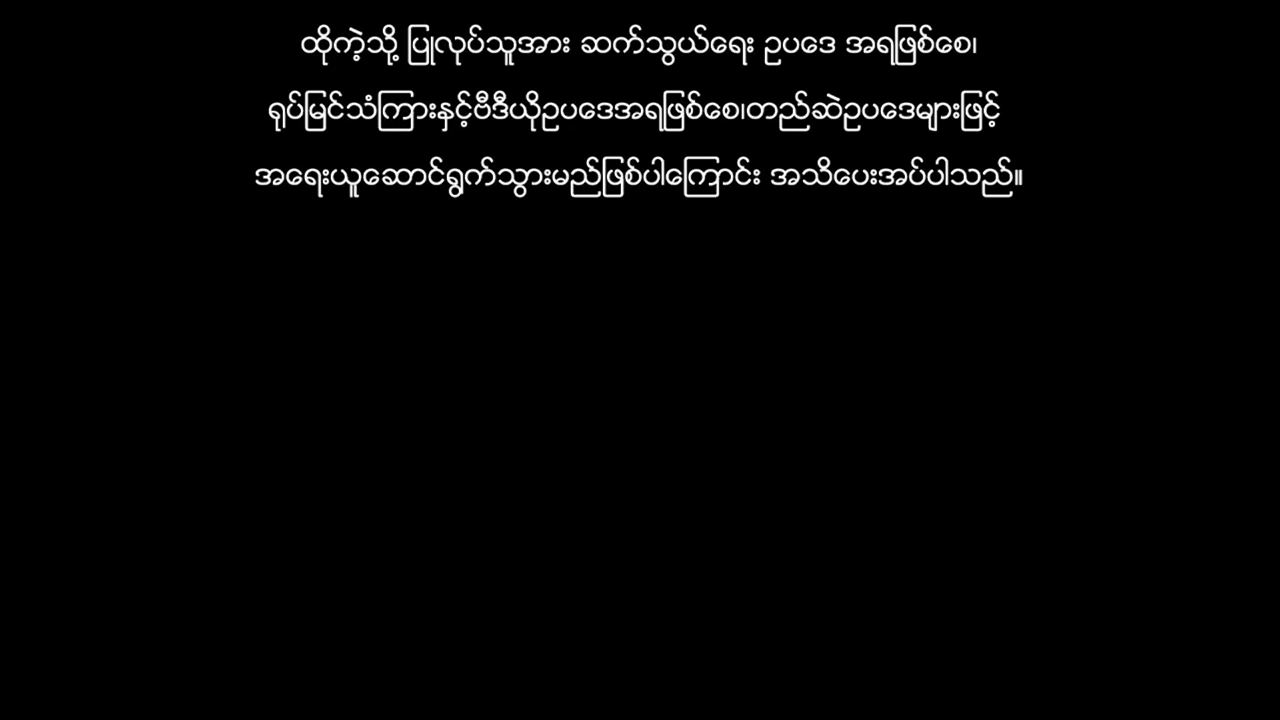 ထိုကဲ့သို့ ပြုလုပ်သူအား ဆက်သွယ်ရေး ဥပဒေ အရဖြစ်စေ၊
ရုပ်မြင်သံကြားနှင့်ဗီဒီယိုဥပဒေအရဖြစ်စေ၊တည်ဆဲဥပဒေများဖြင့်
အရေးယူဆောင်ရွက်သွားမည်ဖြစ်ပါကြောင်း အသိပေးအပ်ပါသည်။